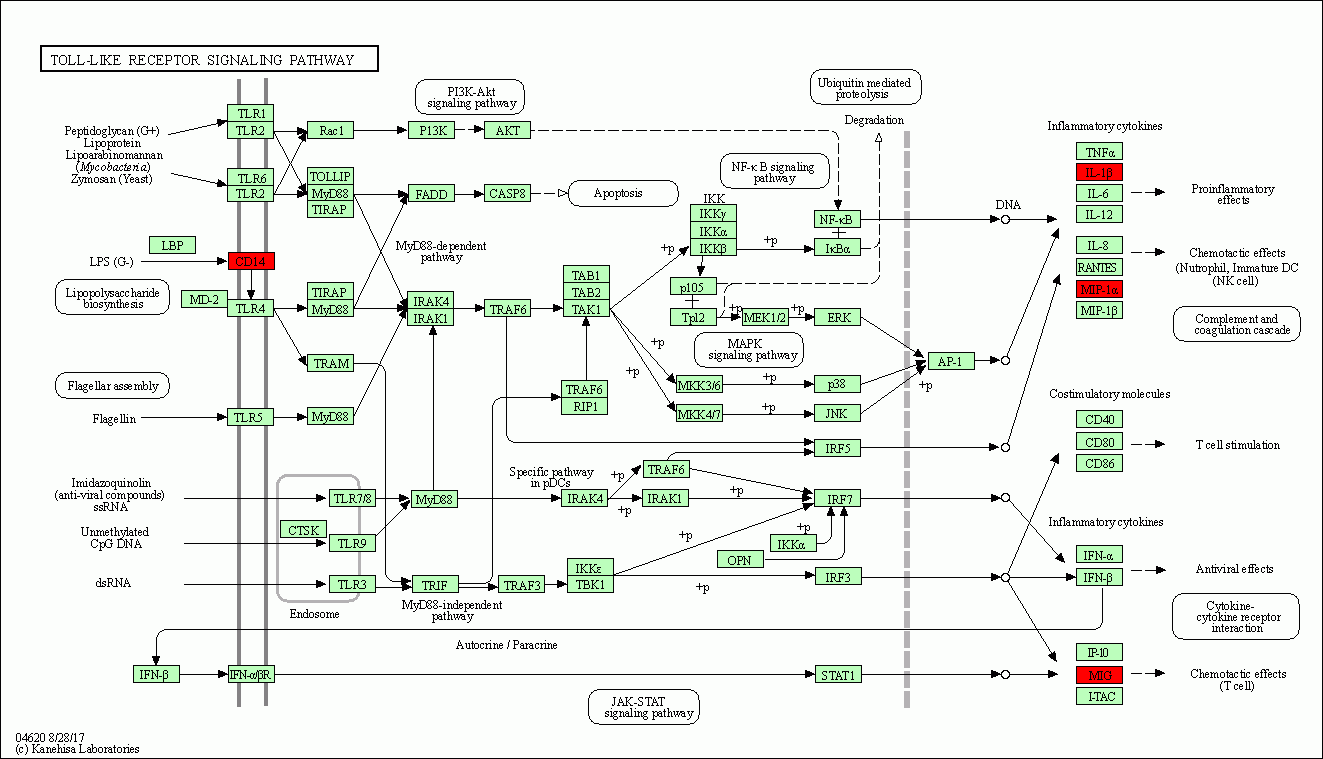 TOLL-LIKE RECEPTOR SIGNALING PATHWAY
PI3K-Akt
signaling pathway
Ubiquitin mediated
proteolysis
Degradation
Peptidoglycan (G+)
Lipoprotein
Lipoarabinomannan
(Mycobacteria)
Zymosan (Yeast)
TLR1
TLR2
TLR6
TLR2
Rac1
PI3K
AKT
TOLLIP
MyD88
TIRAP
FADD
CASP8
Apoptosis
NF-κB signaling
pathway
IKK
IKKγ
IKKα
IKKβ
+p
+p
NF-κB
+
IκBα
DNA
Inflammatory cytokines
TNFα
IL-1β
IL-6
IL-12
Proinflammatory
effects
IL-8
RANTES
MIP-1α
MIP-1β
Chemotactic effects
(Nutrophil, Immature DC
(NK cell)
Complement and
coagulation cascade
LBP
LPS (G-)
CD14
MyD88-dependent
pathway
Lipopolysaccharide
biosynthesis
MD-2
TLR4
TIRAP
MyD88
IRAK4
IRAK1
TRAF6
TAB1
TAB2
TAK1
p105
+
Tpl2
+p
MEK1/2
+p
ERK
MAPK
signaling pathway
+p
+p
MKK3/6
+p
p38
MKK4/7
+p
JNK
AP-1
+p
TRAM
Flagellar assembly
Flagellin
TLR5
MyD88
TRAF6
RIP1
IRF5
Costimulatory molecules
CD40
CD80
CD86
T cell stimulation
Imidazoquinolin
(anti-viral compounds)
ssRNA
TLR7/8
MyD88
Specific pathway
in pDCs
IRAK4
+p
+p
TRAF6
IRAK1
+p
IRF7
Unmethylated
CpG DNA
CTSK
TLR9
+p
+p
IKKα
OPN
Inflammatory cytokines
IFN-α
IFN-β
Antiviral effects
dsRNA
TLR3
TRIF
TRAF3
IKKε
TBK1
+p
IRF3
Endosome
MyD88-independent
pathway
Cytokine-
cytokine receptor
interaction
Autocrine / Paracrine
IFN-β
IFN-α/βR
STAT1
IP-10
MIG
I-TAC
Chemotactic effects
(T cell)
JAK-STAT
signaling pathway
04620 8/28/17
(c) Kanehisa Laboratories